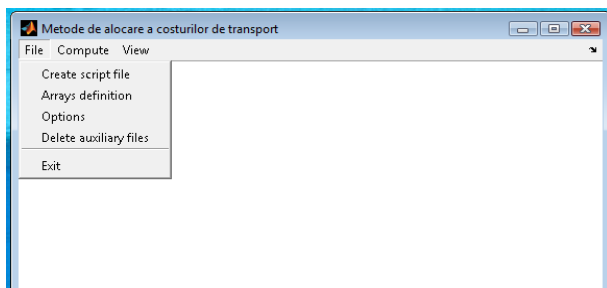 Metode de alocare a costurilor de transport
File Compute View
Create script file
Arrays definition
Options
Delete auxiliary files
Exit